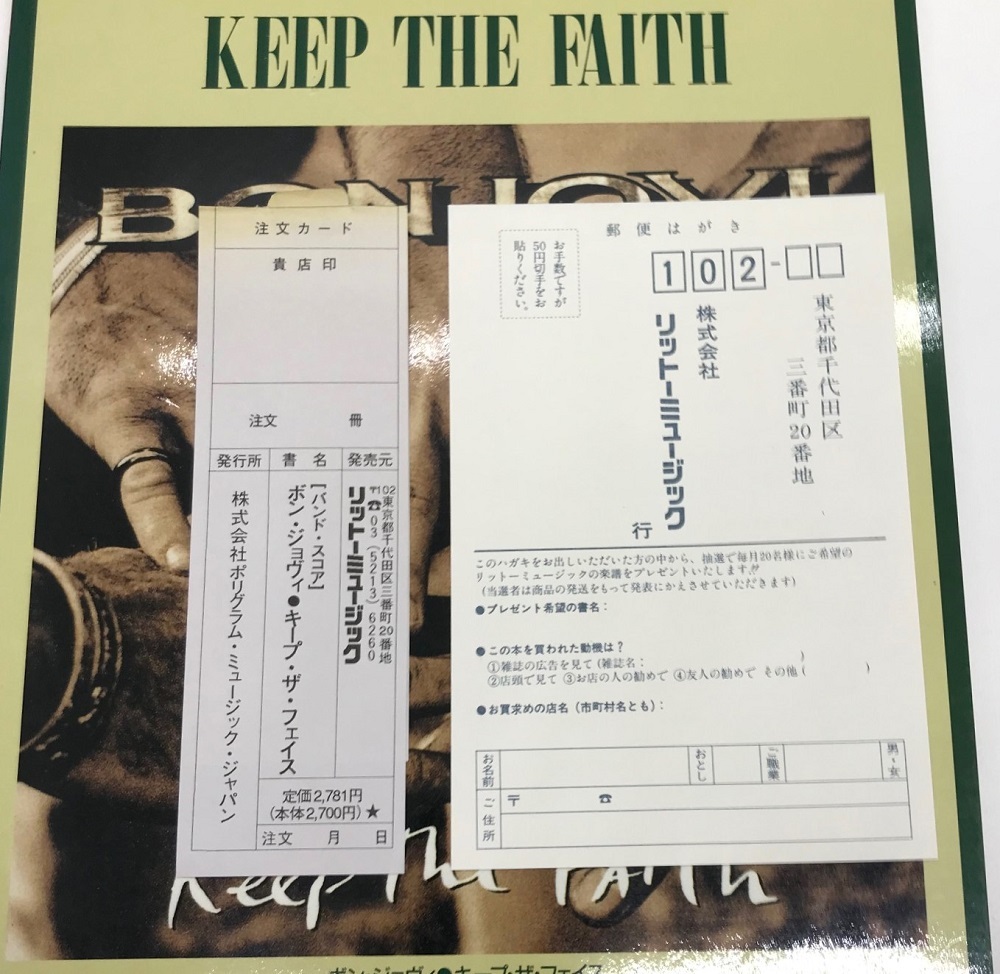 KEEP THE FAITH
BON JOVI
注文カード
貴店印
注文 冊
発行所 書名 発売元
02東京都千代田区三番町20番地
〒☎03(5213)6260
リットーミュージック
[バンド・スコア]
ボン・ジョヴィ●キープ・ザ・フェイス
株式会社ポリグラム・ミュージック・ジャパン
定価2,781円
(本体2,700円)★
注文 月 日
郵便はがき
お手数ですが
50円切手をお
貼りください。
102-
東京都千代田区
三番町20番地
株式会社
リットーミュージック
行
このハガキをお出しいただいた方の中から、抽選で毎月20名様にご希望の
リットーミュージックの楽譜をプレゼントいたします!!
(当選者は商品の発送をもって発表にかえさせていただきます)
●プレゼント希望の書名：
●この本を買われた動機は？
①雑誌の広告を見て(雑誌名： )
②店頭で見て ③お店の人の勧めで ④友人の勧めで その他( )
●お買求めの店名(市町村名とも)：
お名前 おとし ご職業 男・女
ご住所 〒 ☎
Keep The FAITH
ボン・ジョヴィ●キープ・ザ・フェイス